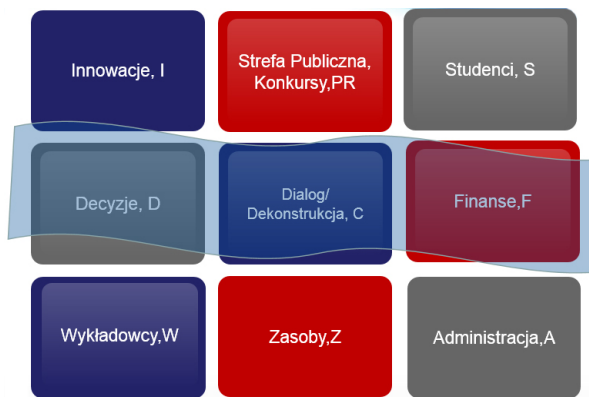 Innowacje, I
Strefa Publiczna,
Konkursy,PR
Studenci, S
Decyzje, D
Dialog/
Dekonstrukcja, C
Finanse,F
Wykładowcy,W
Zasoby,Z
Administracja,A